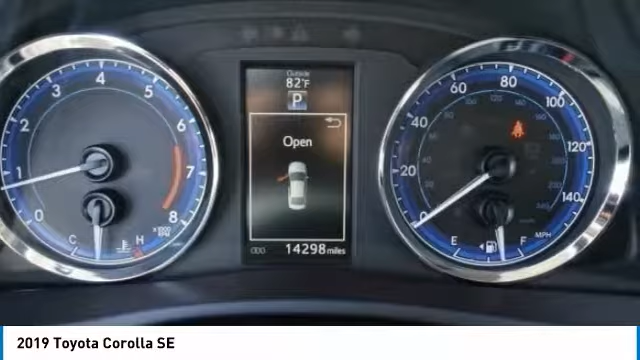 0 1 2 3 4 5 6 7 8
x1000
RPM
C H
Outside
82°F
P
Open
14298 miles
0 20 40 60 80 100 120 140
MPH
E F
2019 Toyota Corolla SE